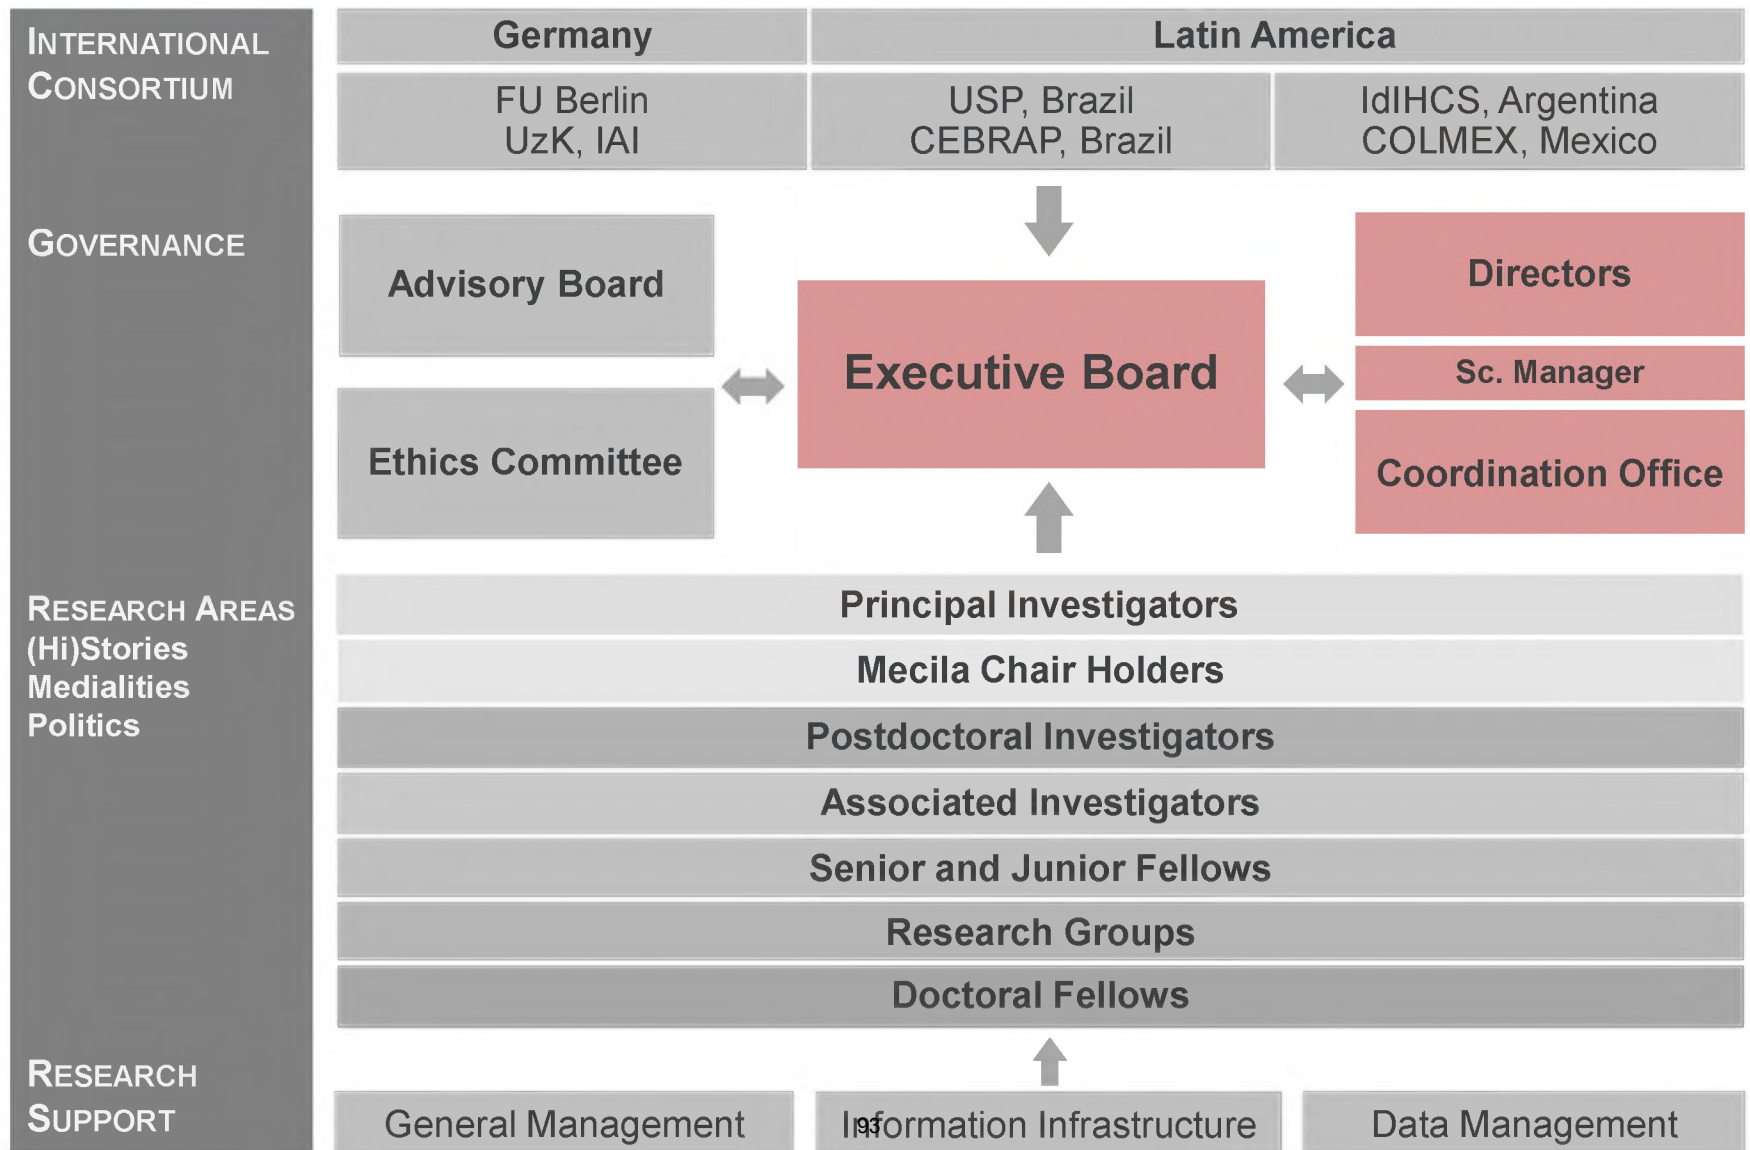 INTERNATIONAL
CONSORTIUM
Germany
Latin America
FU Berlin
UzK, IAI
USP, Brazil
CEBRAP, Brazil
IdIHCS, Argentina
COLMEX, Mexico
GOVERNANCE
Advisory Board
Ethics Committee
Executive Board
Directors
Sc. Manager
Coordination Office
RESEARCH AREAS
(Hi)Stories
Medialities
Politics
Principal Investigators
Mecila Chair Holders
Postdoctoral Investigators
Associated Investigators
Senior and Junior Fellows
Research Groups
Doctoral Fellows
RESEARCH
SUPPORT
General Management
Information Infrastructure
93
Data Management